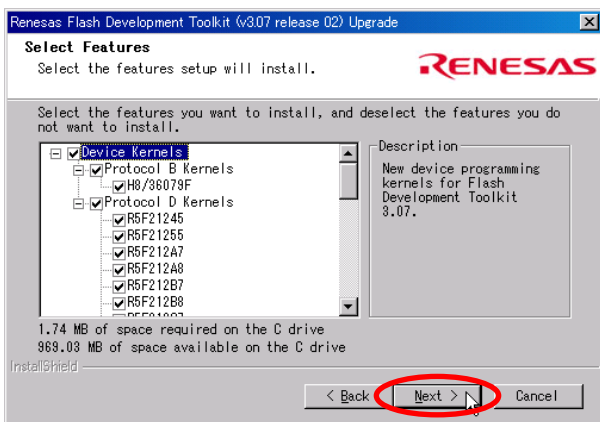 Renesas Flash Development Toolkit (v3.07 release 02) Upgrade
Select Features
Select the features setup will install.
RENESAS
Select the features you want to install, and deselect the features you do
not want to install.
Device Kernels
Protocol B Kernels
H8/36079F
Protocol D Kernels
R5F21245
R5F21255
R5F212A7
R5F212A8
R5F212B7
R5F212B8
Description
New device programming
kernels for Flash
Development Toolkit
3.07.
1.74 MB of space required on the C drive
969.03 MB of space available on the C drive
InstallShield
< Back
Next >
Cancel